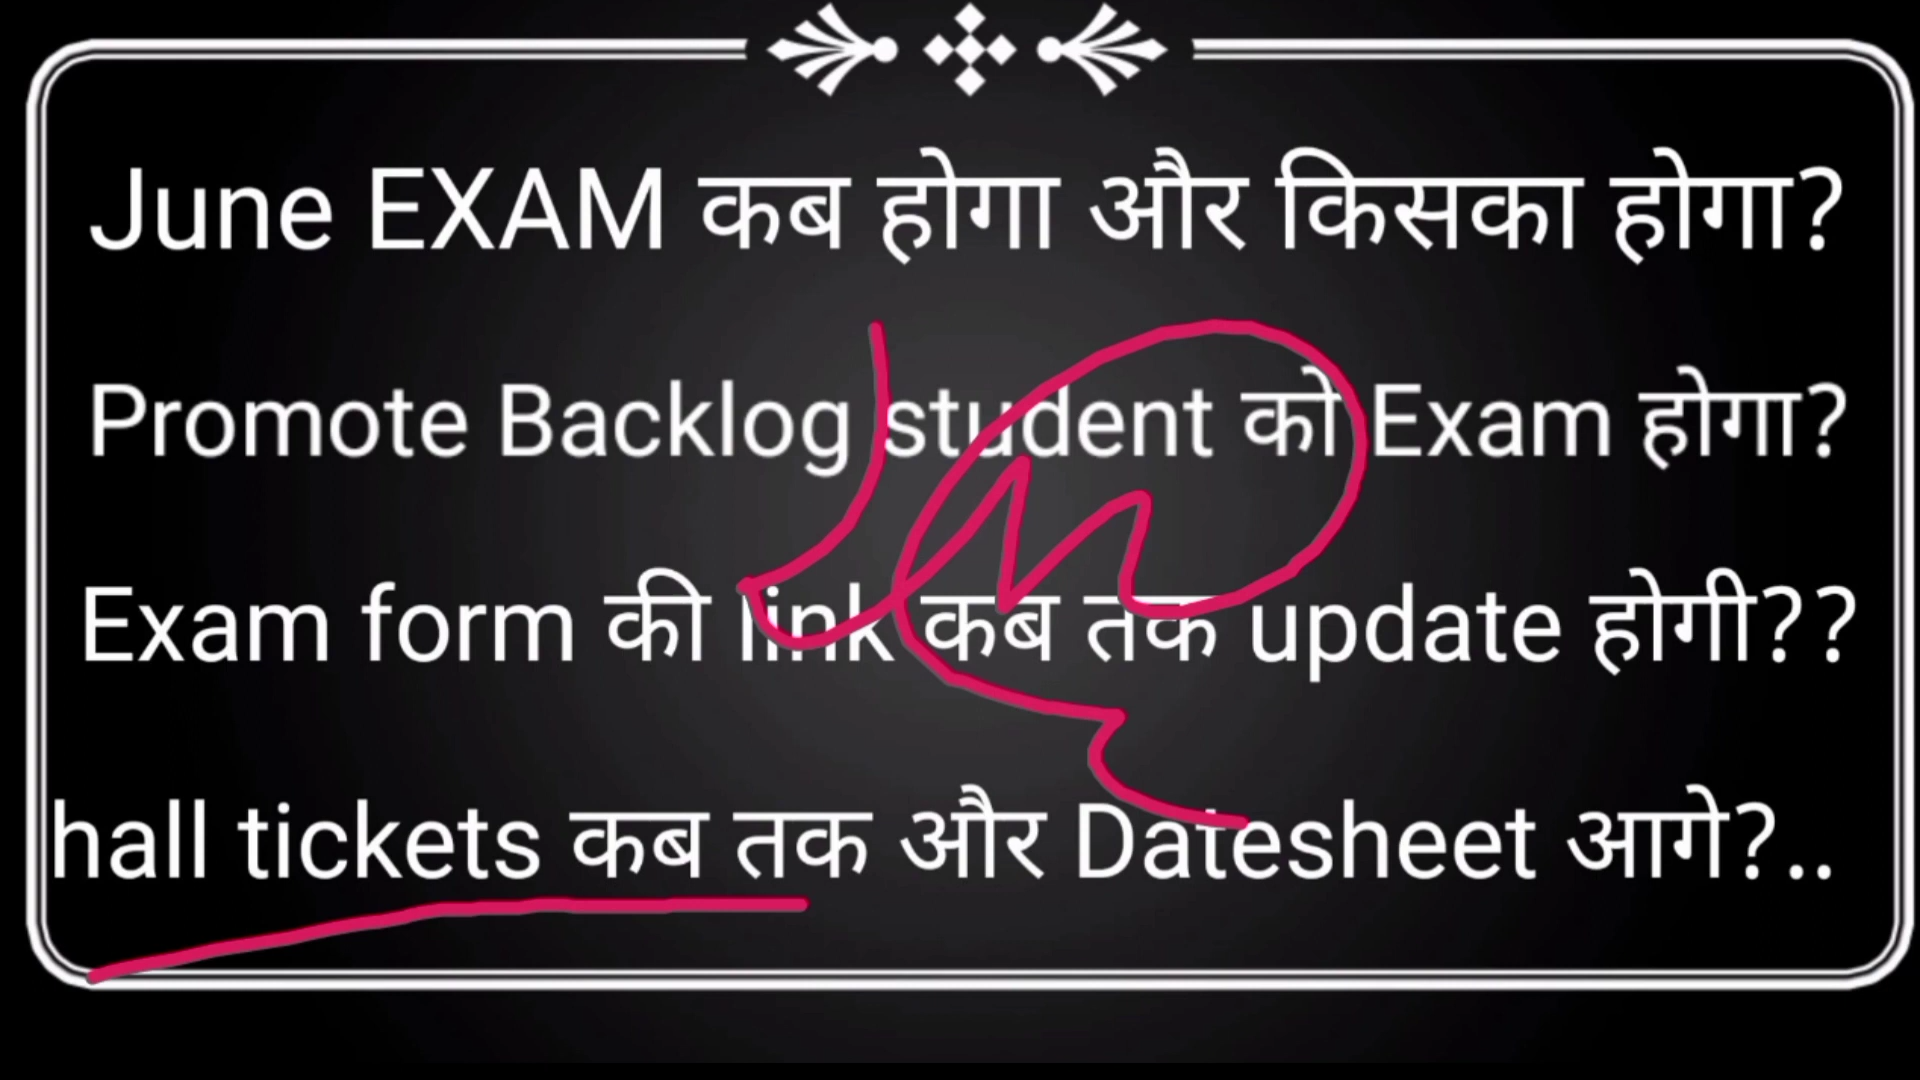 June EXAM कब होगा और किसका होगा?
Promote Backlog student को Exam होगा?
Exam form की link कब तक update होगी??
hall tickets कब तक और Datesheet आगे?..